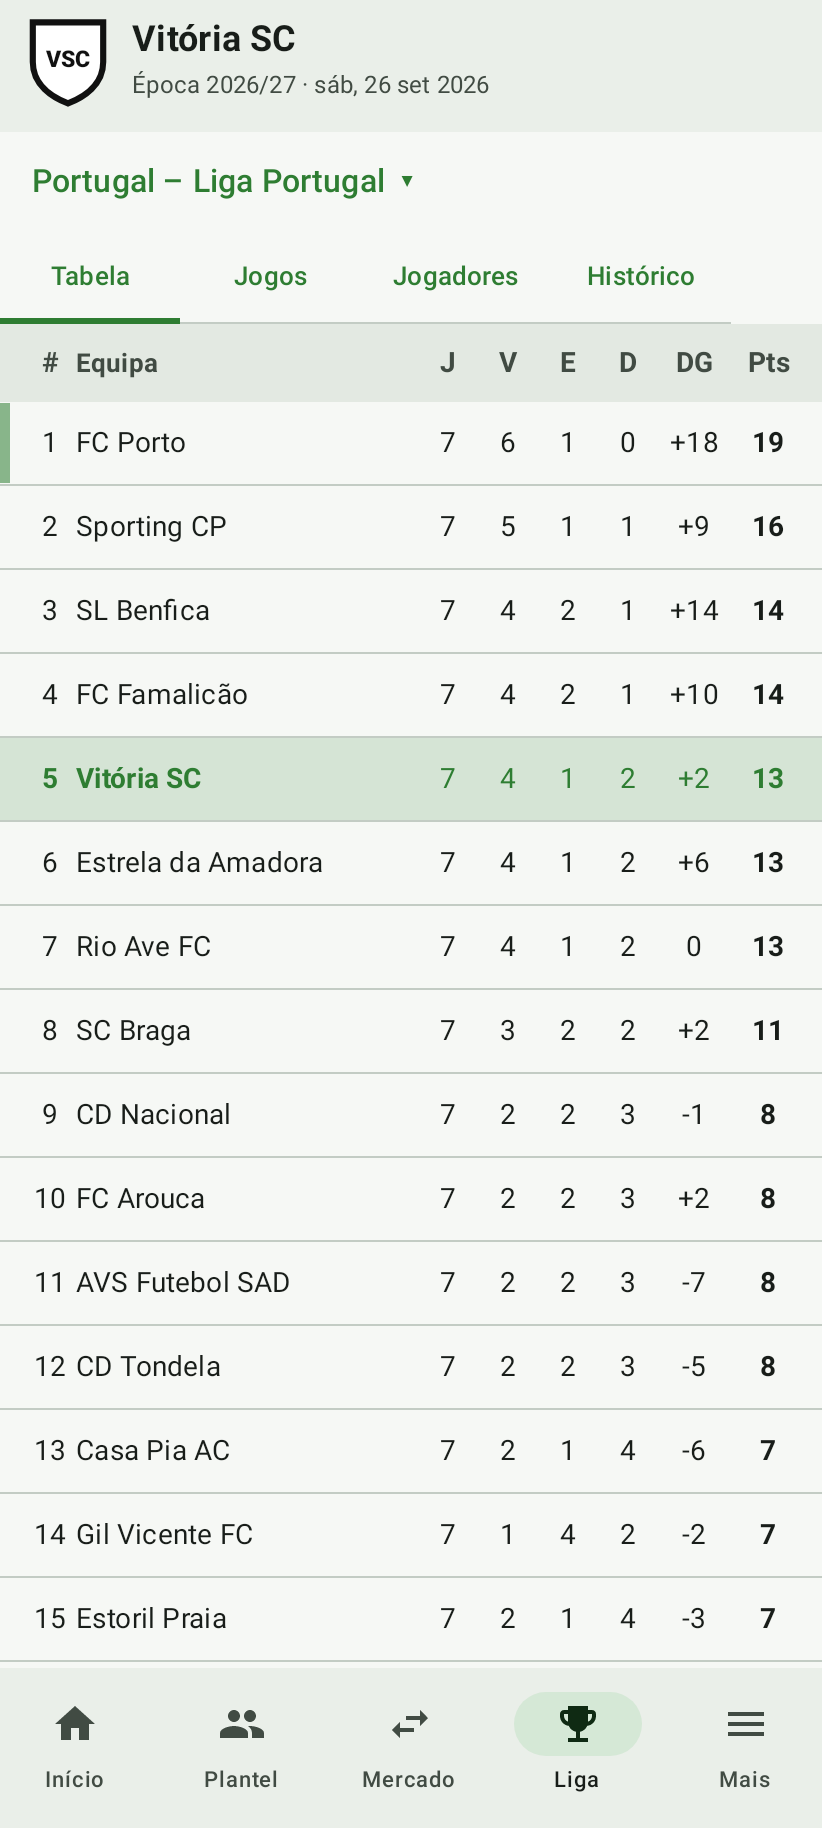 VSC
Vitória SC
Época 2026/27 · sáb, 26 set 2026
Portugal – Liga Portugal ▼
Tabela Jogos Jogadores Histórico
# Equipa J V E D DG Pts
1 FC Porto 7 6 1 0 +18 19
2 Sporting CP 7 5 1 1 +9 16
3 SL Benfica 7 4 2 1 +14 14
4 FC Famalicão 7 4 2 1 +10 14
5 Vitória SC 7 4 1 2 +2 13
6 Estrela da Amadora 7 4 1 2 +6 13
7 Rio Ave FC 7 4 1 2 0 13
8 SC Braga 7 3 2 2 +2 11
9 CD Nacional 7 2 2 3 -1 8
10 FC Arouca 7 2 2 3 +2 8
11 AVS Futebol SAD 7 2 2 3 -7 8
12 CD Tondela 7 2 2 3 -5 8
13 Casa Pia AC 7 2 1 4 -6 7
14 Gil Vicente FC 7 1 4 2 -2 7
15 Estoril Praia 7 2 1 4 -3 7
Início Plantel Mercado Liga Mais